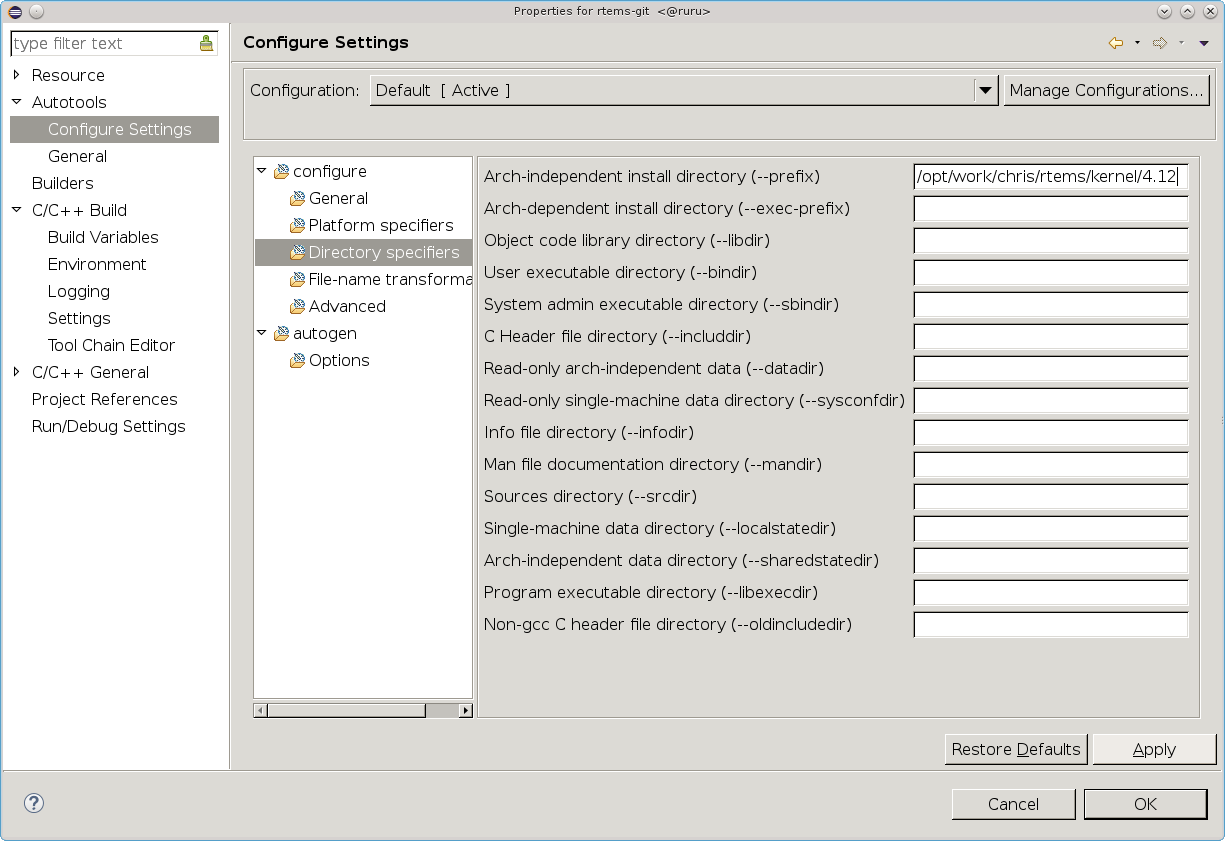 Properties for rtems-git <@ruru>
type filter text
Resource
Autotools
Configure Settings
General
Builders
C/C++ Build
Build Variables
Environment
Logging
Settings
Tool Chain Editor
C/C++ General
Project References
Run/Debug Settings
Configure Settings
Configuration: Default [ Active ] Manage Configurations...
configure
General
Platform specifiers
Directory specifiers
File-name transforma
Advanced
autogen
Options
Arch-independent install directory (--prefix) /opt/work/chris/rtems/kernel/4.12
Arch-dependent install directory (--exec-prefix)
Object code library directory (--libdir)
User executable directory (--bindir)
System admin executable directory (--sbindir)
C Header file directory (--includdir)
Read-only arch-independent data (--datadir)
Read-only single-machine data directory (--sysconfdir)
Info file directory (--infodir)
Man file documentation directory (--mandir)
Sources directory (--srcdir)
Single-machine data directory (--localstatedir)
Arch-independent data directory (--sharedstatedir)
Program executable directory (--libexecdir)
Non-gcc C header file directory (--oldincludedir)
Restore Defaults Apply
? Cancel OK